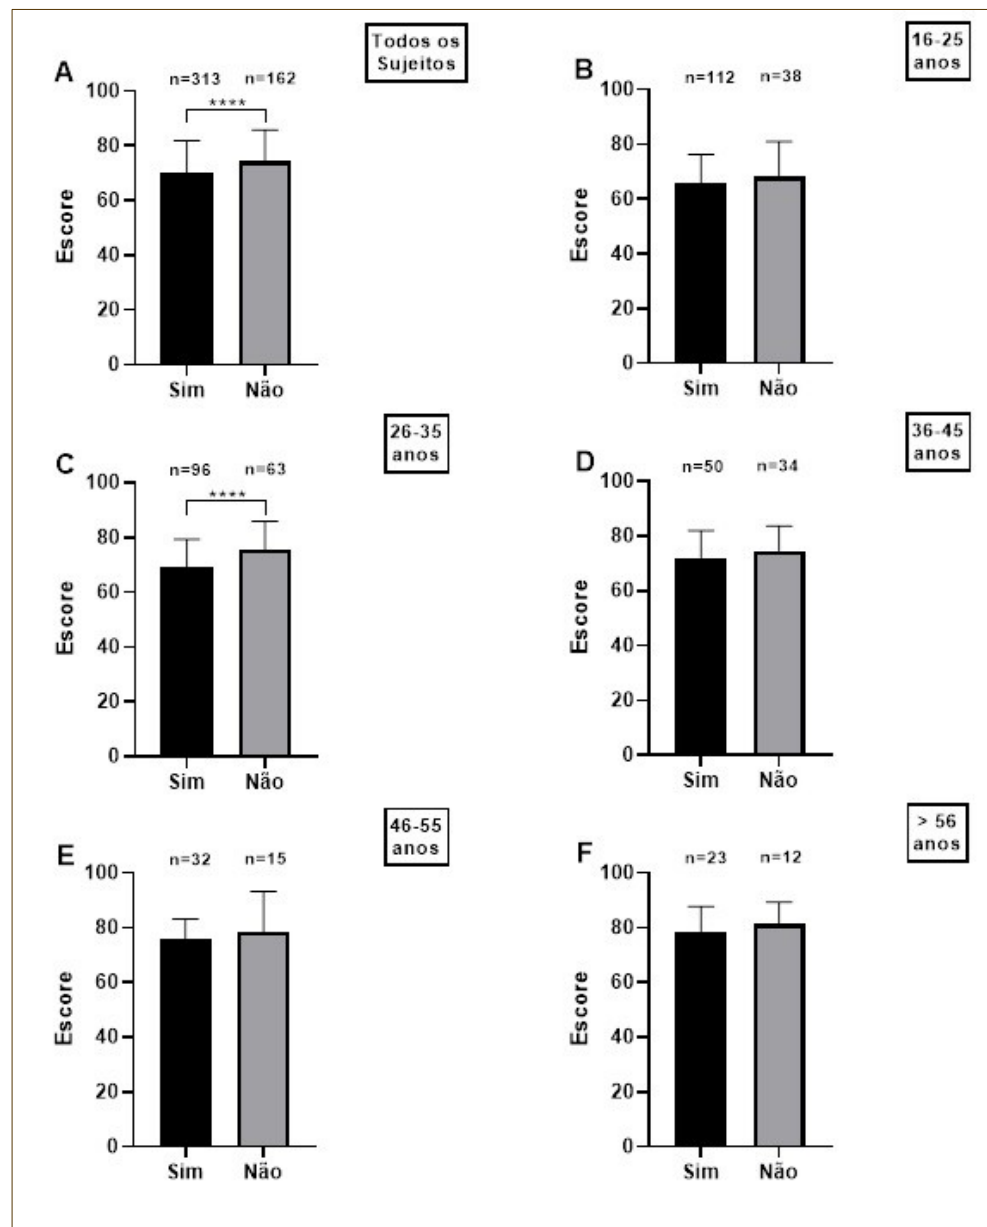 A
Todos os
Sujeitos
n=313 n=162
****
100
80
60
40
20
0
Escore
Sim Não
B
16-25
anos
n=112 n=38
100
80
60
40
20
0
Escore
Sim Não
C
26-35
anos
n=96 n=63
****
100
80
60
40
20
0
Escore
Sim Não
D
36-45
anos
n=50 n=34
100
80
60
40
20
0
Escore
Sim Não
E
46-55
anos
n=32 n=15
100
80
60
40
20
0
Escore
Sim Não
F
> 56
anos
n=23 n=12
100
80
60
40
20
0
Escore
Sim Não